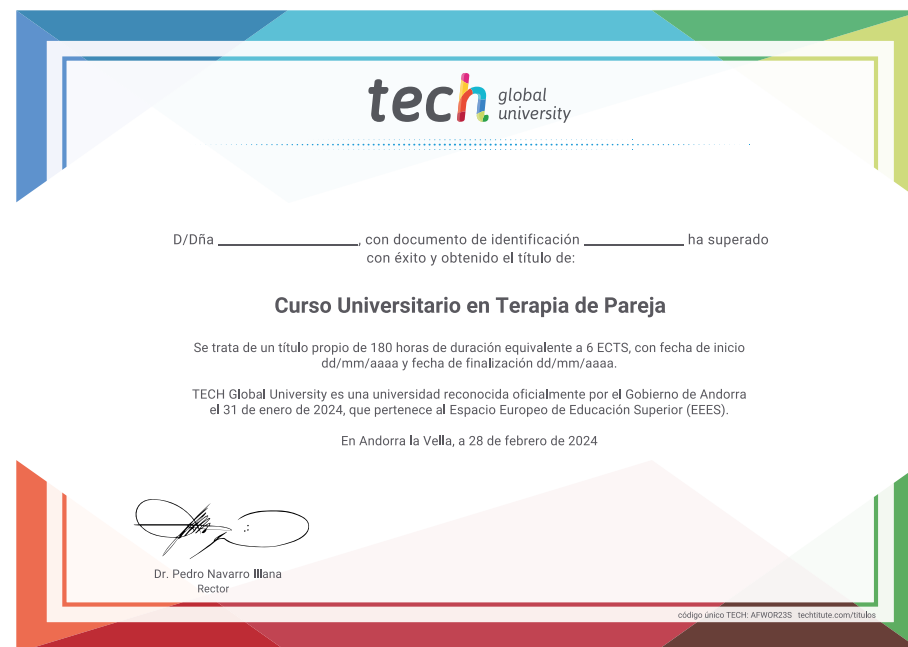 tech global university
D/Dña ____________, con documento de identificación ____________ ha superado
con éxito y obtenido el título de:
Curso Universitario en Terapia de Pareja
Se trata de un título propio de 180 horas de duración equivalente a 6 ECTS, con fecha de inicio
dd/mm/aaaa y fecha de finalización dd/mm/aaaa.
TECH Global University es una universidad reconocida oficialmente por el Gobierno de Andorra
el 31 de enero de 2024, que pertenece al Espacio Europeo de Educación Superior (EEES).
En Andorra la Vella, a 28 de febrero de 2024
Dr. Pedro Navarro Illana
Rector
código único TECH: AFWOR23S techtitute.com/titulos